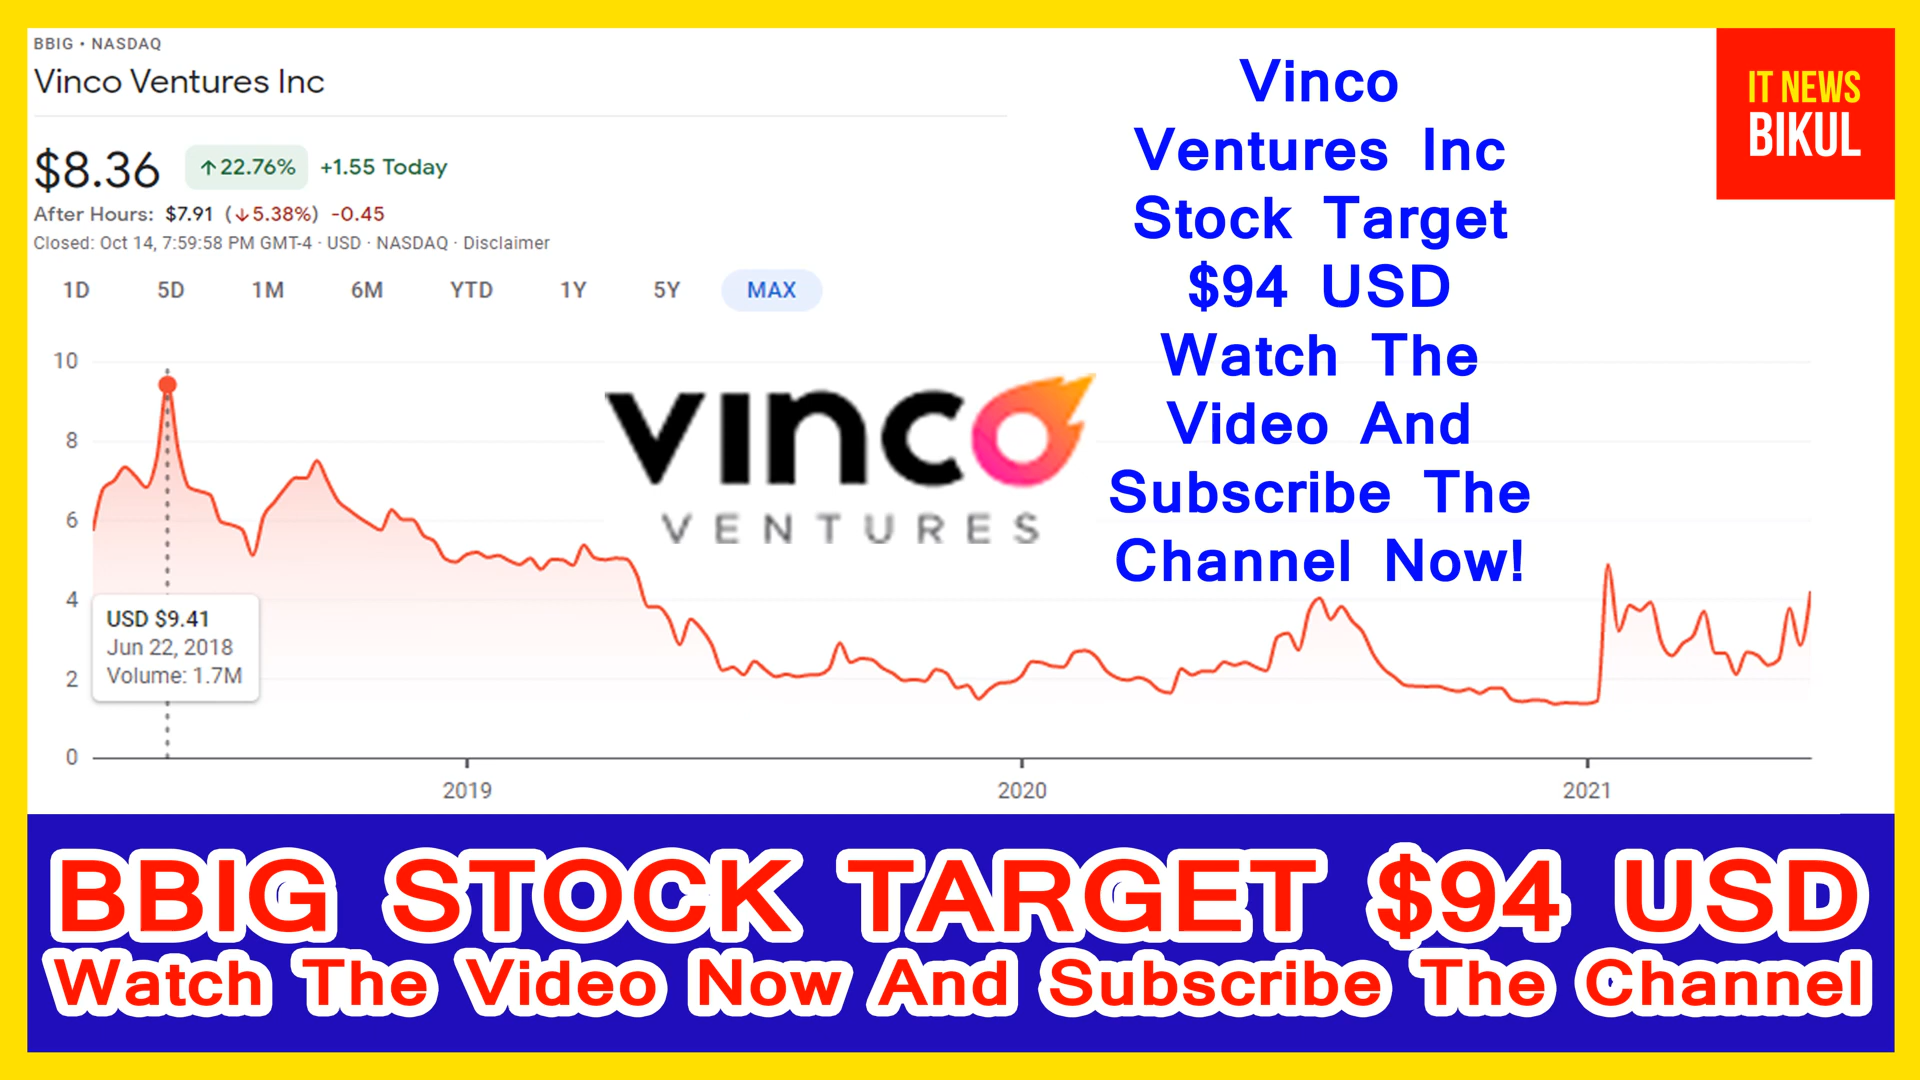 BBIG • NASDAQ
Vinco Ventures Inc
$8.36 ↑22.76% +1.55 Today
After Hours: $7.91 (↓5.38%) -0.45
Closed: Oct 14, 7:59:58 PM GMT-4 · USD · NASDAQ · Disclaimer
1D 5D 1M 6M YTD 1Y 5Y MAX
Vinco
Ventures Inc
Stock Target
$94 USD
Watch The
Video And
Subscribe The
Channel Now!
IT NEWS
BIKUL
10
8
6
4
2
0
vinco
VENTURES
USD $9.41
Jun 22, 2018
Volume: 1.7M
2019 2020 2021
BBIG STOCK TARGET $94 USD
Watch The Video Now And Subscribe The Channel